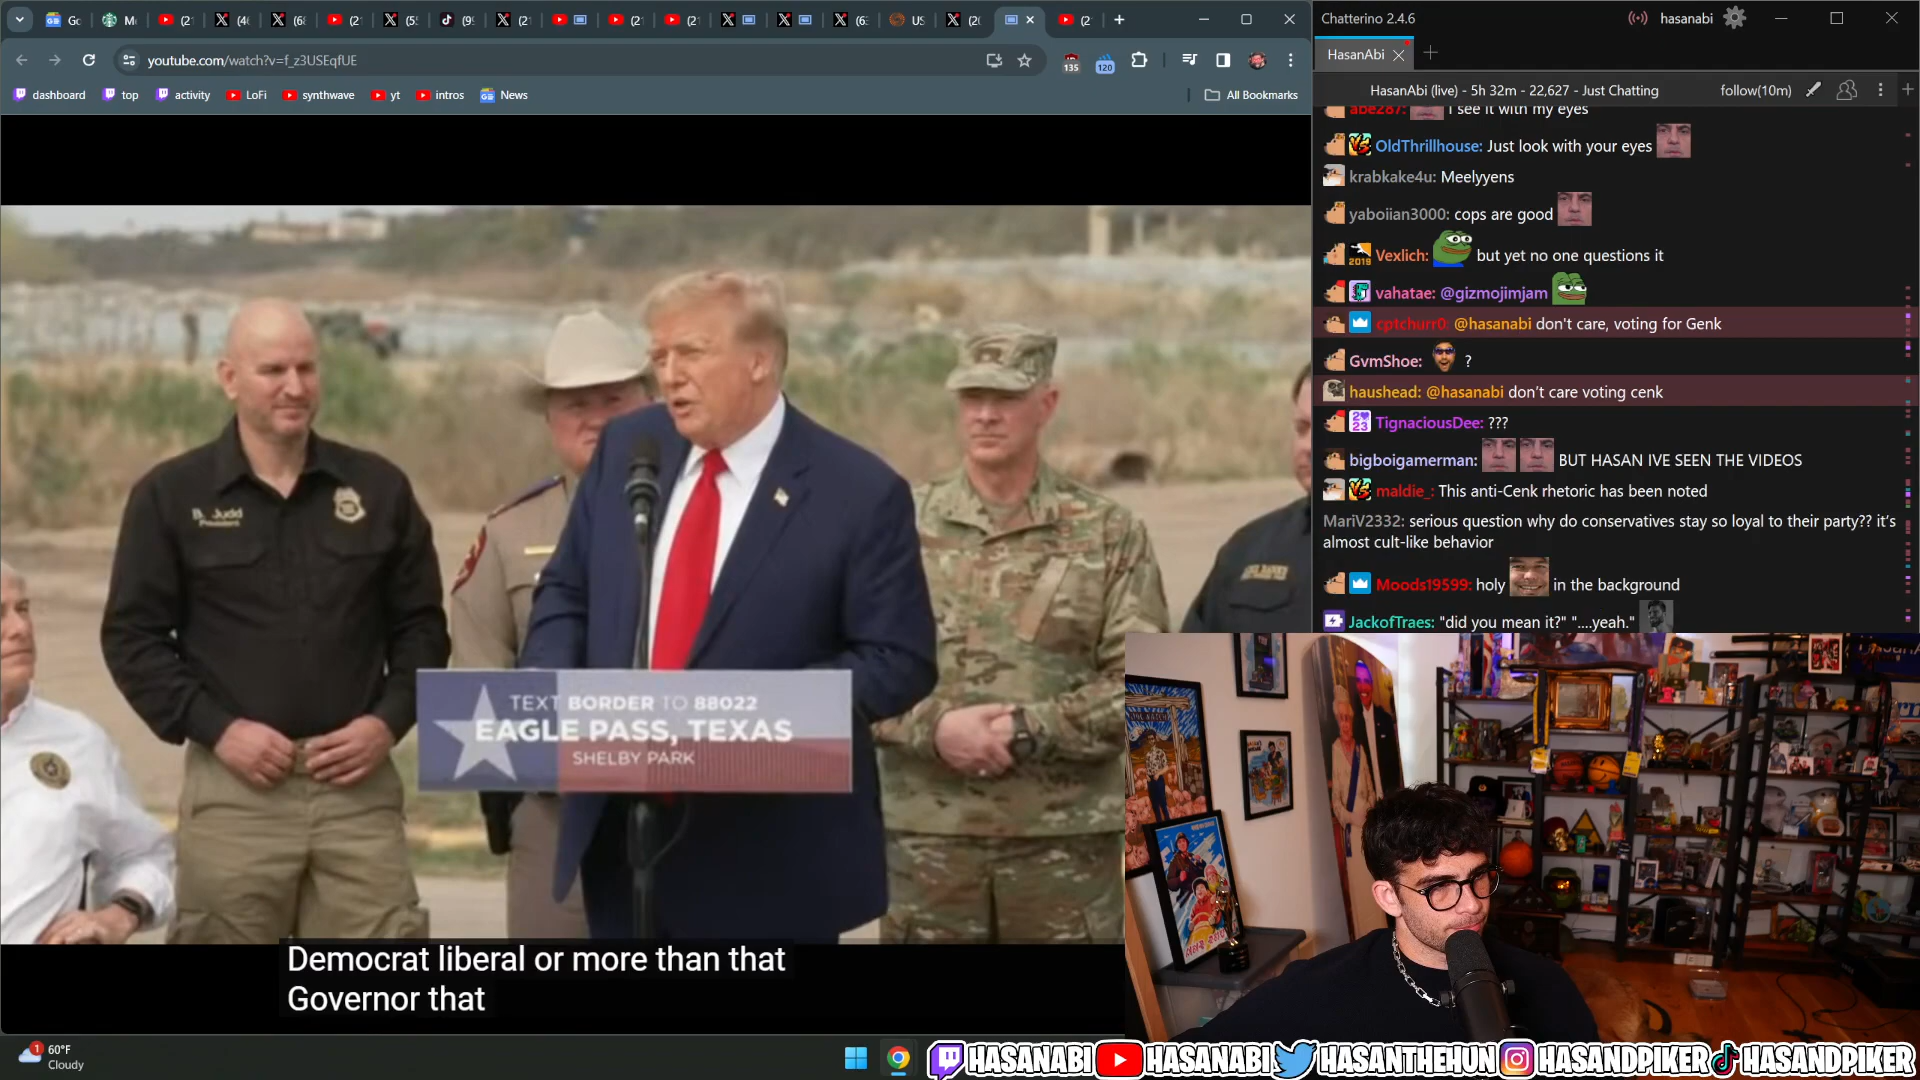 youtube.com/watch?v=f_z3USEqfUE
135
120
dashboard
top
activity
LoFi
synthwave
yt
intros
News
All Bookmarks
Chatterino 2.4.6
hasanabi
HasanAbi
HasanAbi (live) - 5h 32m - 22,627 - Just Chatting
follow(10m)
abe287: I see it with my eyes
OldThrillhouse: Just look with your eyes
krabkake4u: Meelyyens
yaboiian3000: cops are good
Vexlich: but yet no one questions it
vahatae: @gizmojimjam
cptchurr0: @hasanabi don't care, voting for Genk
GvmShoe: ?
haushead: @hasanabi don't care voting cenk
TignaciousDee: ???
bigboigamerman: BUT HASAN IVE SEEN THE VIDEOS
maldie_: This anti-Cenk rhetoric has been noted
MariV2332: serious question why do conservatives stay so loyal to their party?? it's
almost cult-like behavior
Moods19599: holy in the background
JackofTraes: "did you mean it?" "....yeah."
B. Judd
President
TEXT BORDER TO 88022
EAGLE PASS, TEXAS
SHELBY PARK
Democrat liberal or more than that
Governor that
1
60°F
Cloudy
HASANABI
HASANABI
HASANTHEHUN
HASANDPIKER
HASANDPIKER